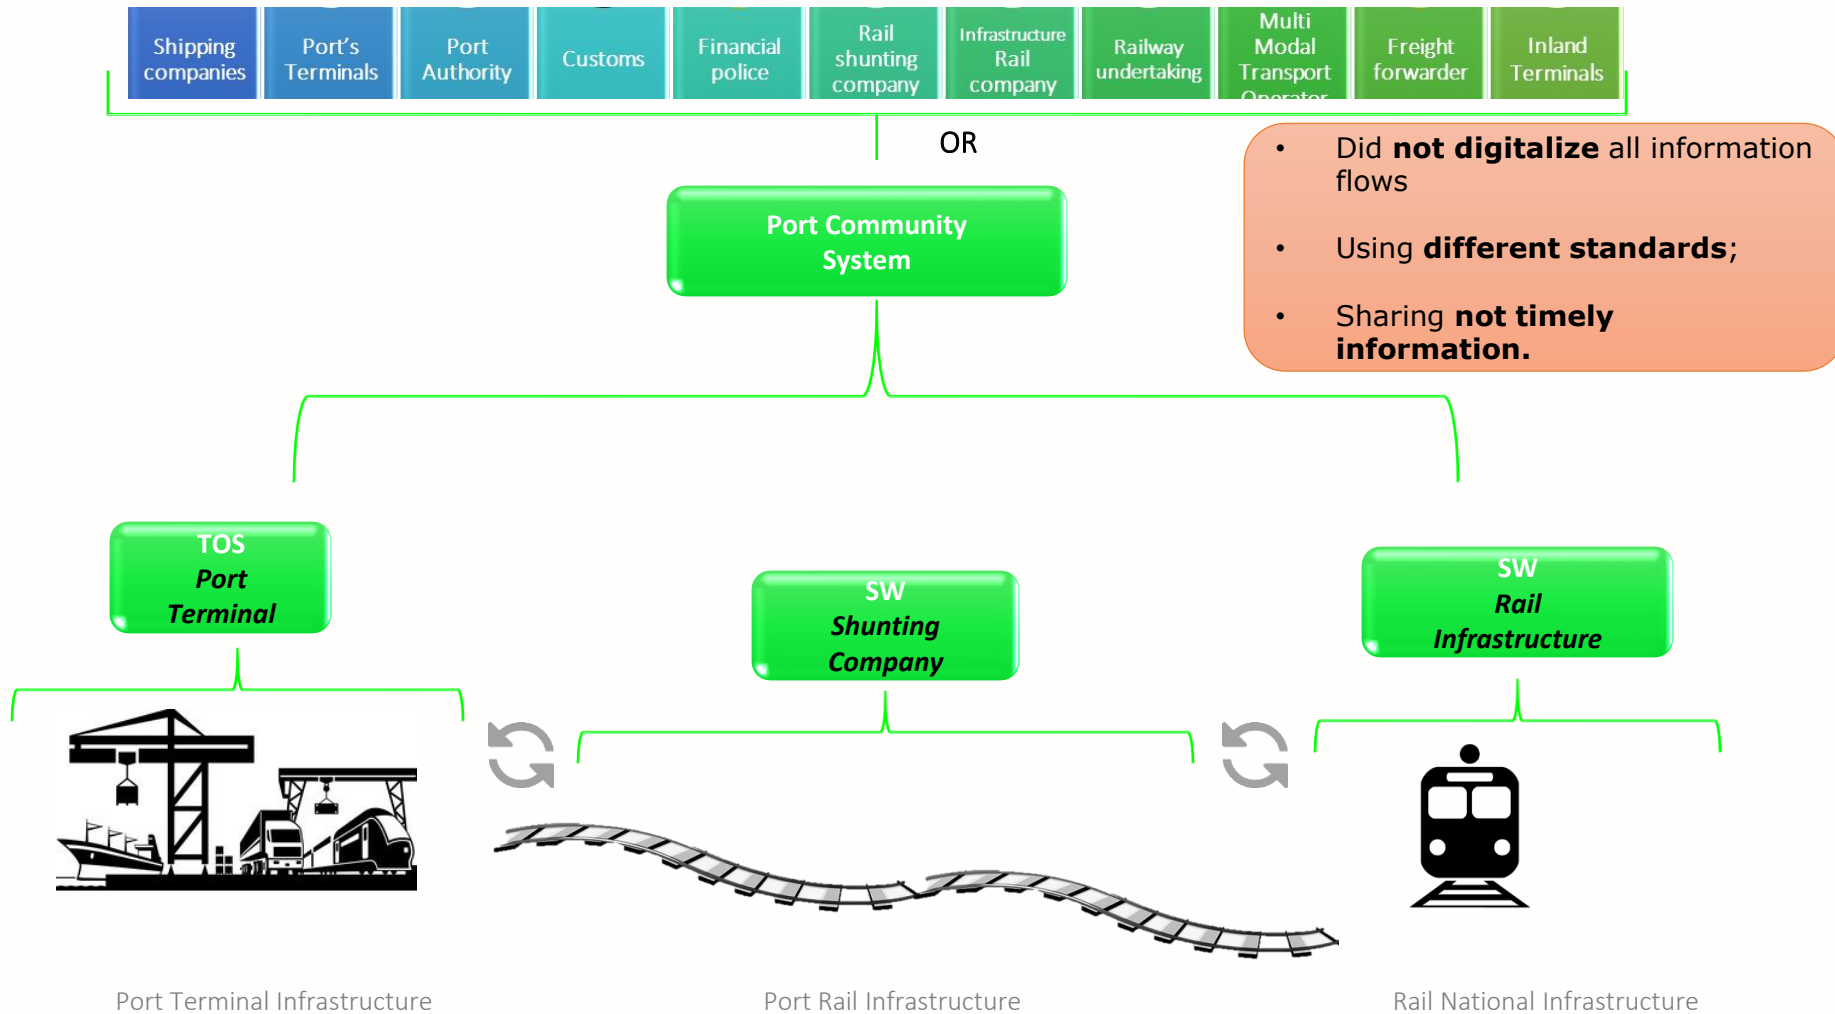 Shipping
companies
Port's
Terminals
Port
Authority
Customs
Financial
police
Rail
shunting
company
Infrastructure
Rail
company
Railway
undertaking
Multi
Modal
Transport
Operator
Freight
forwarder
Inland
Terminals
OR
• Did not digitalize all information
flows
• Using different standards;
• Sharing not timely
information.
Port Community
System
TOS
Port
Terminal
SW
Shunting
Company
SW
Rail
Infrastructure
Port Terminal Infrastructure
Port Rail Infrastructure
Rail National Infrastructure